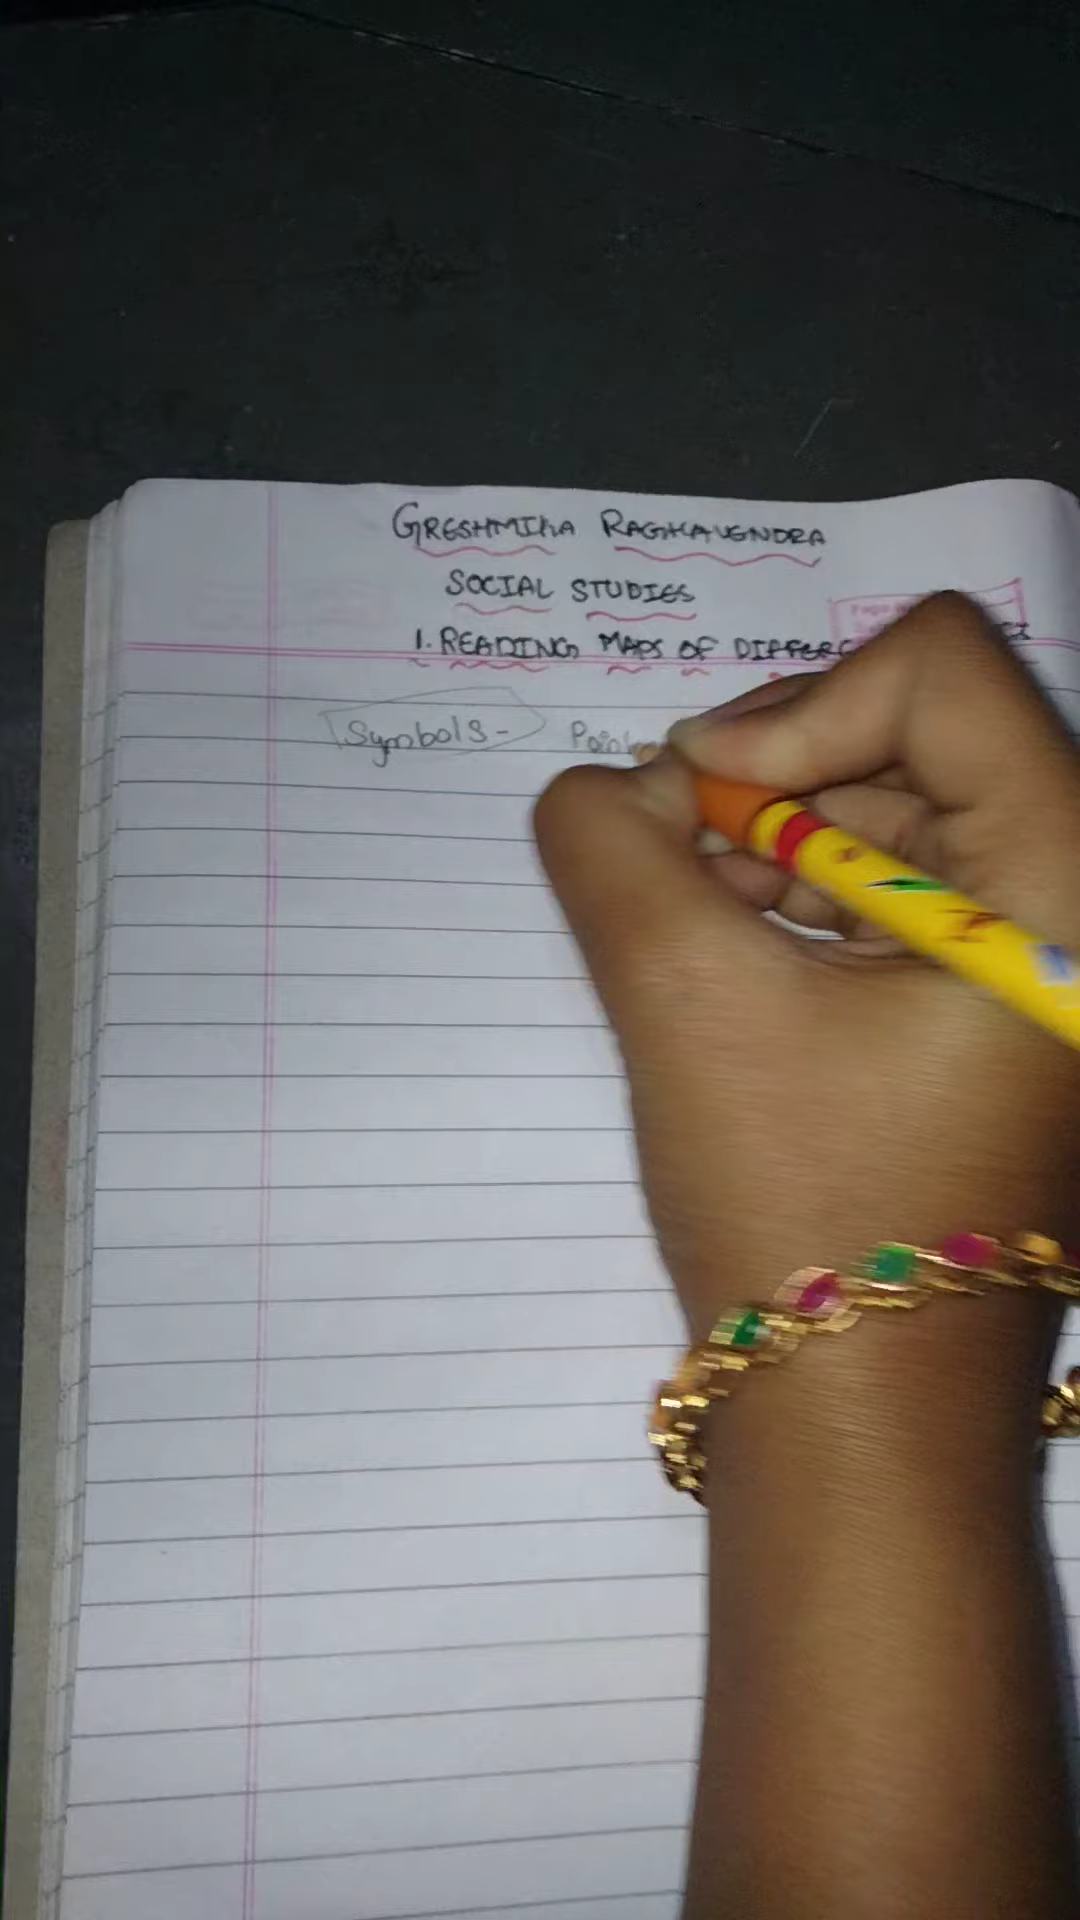 GRESHMIKA RAGHAVENDRA
SOCIAL STUDIES
1. READING MAPS OF
Symbols -